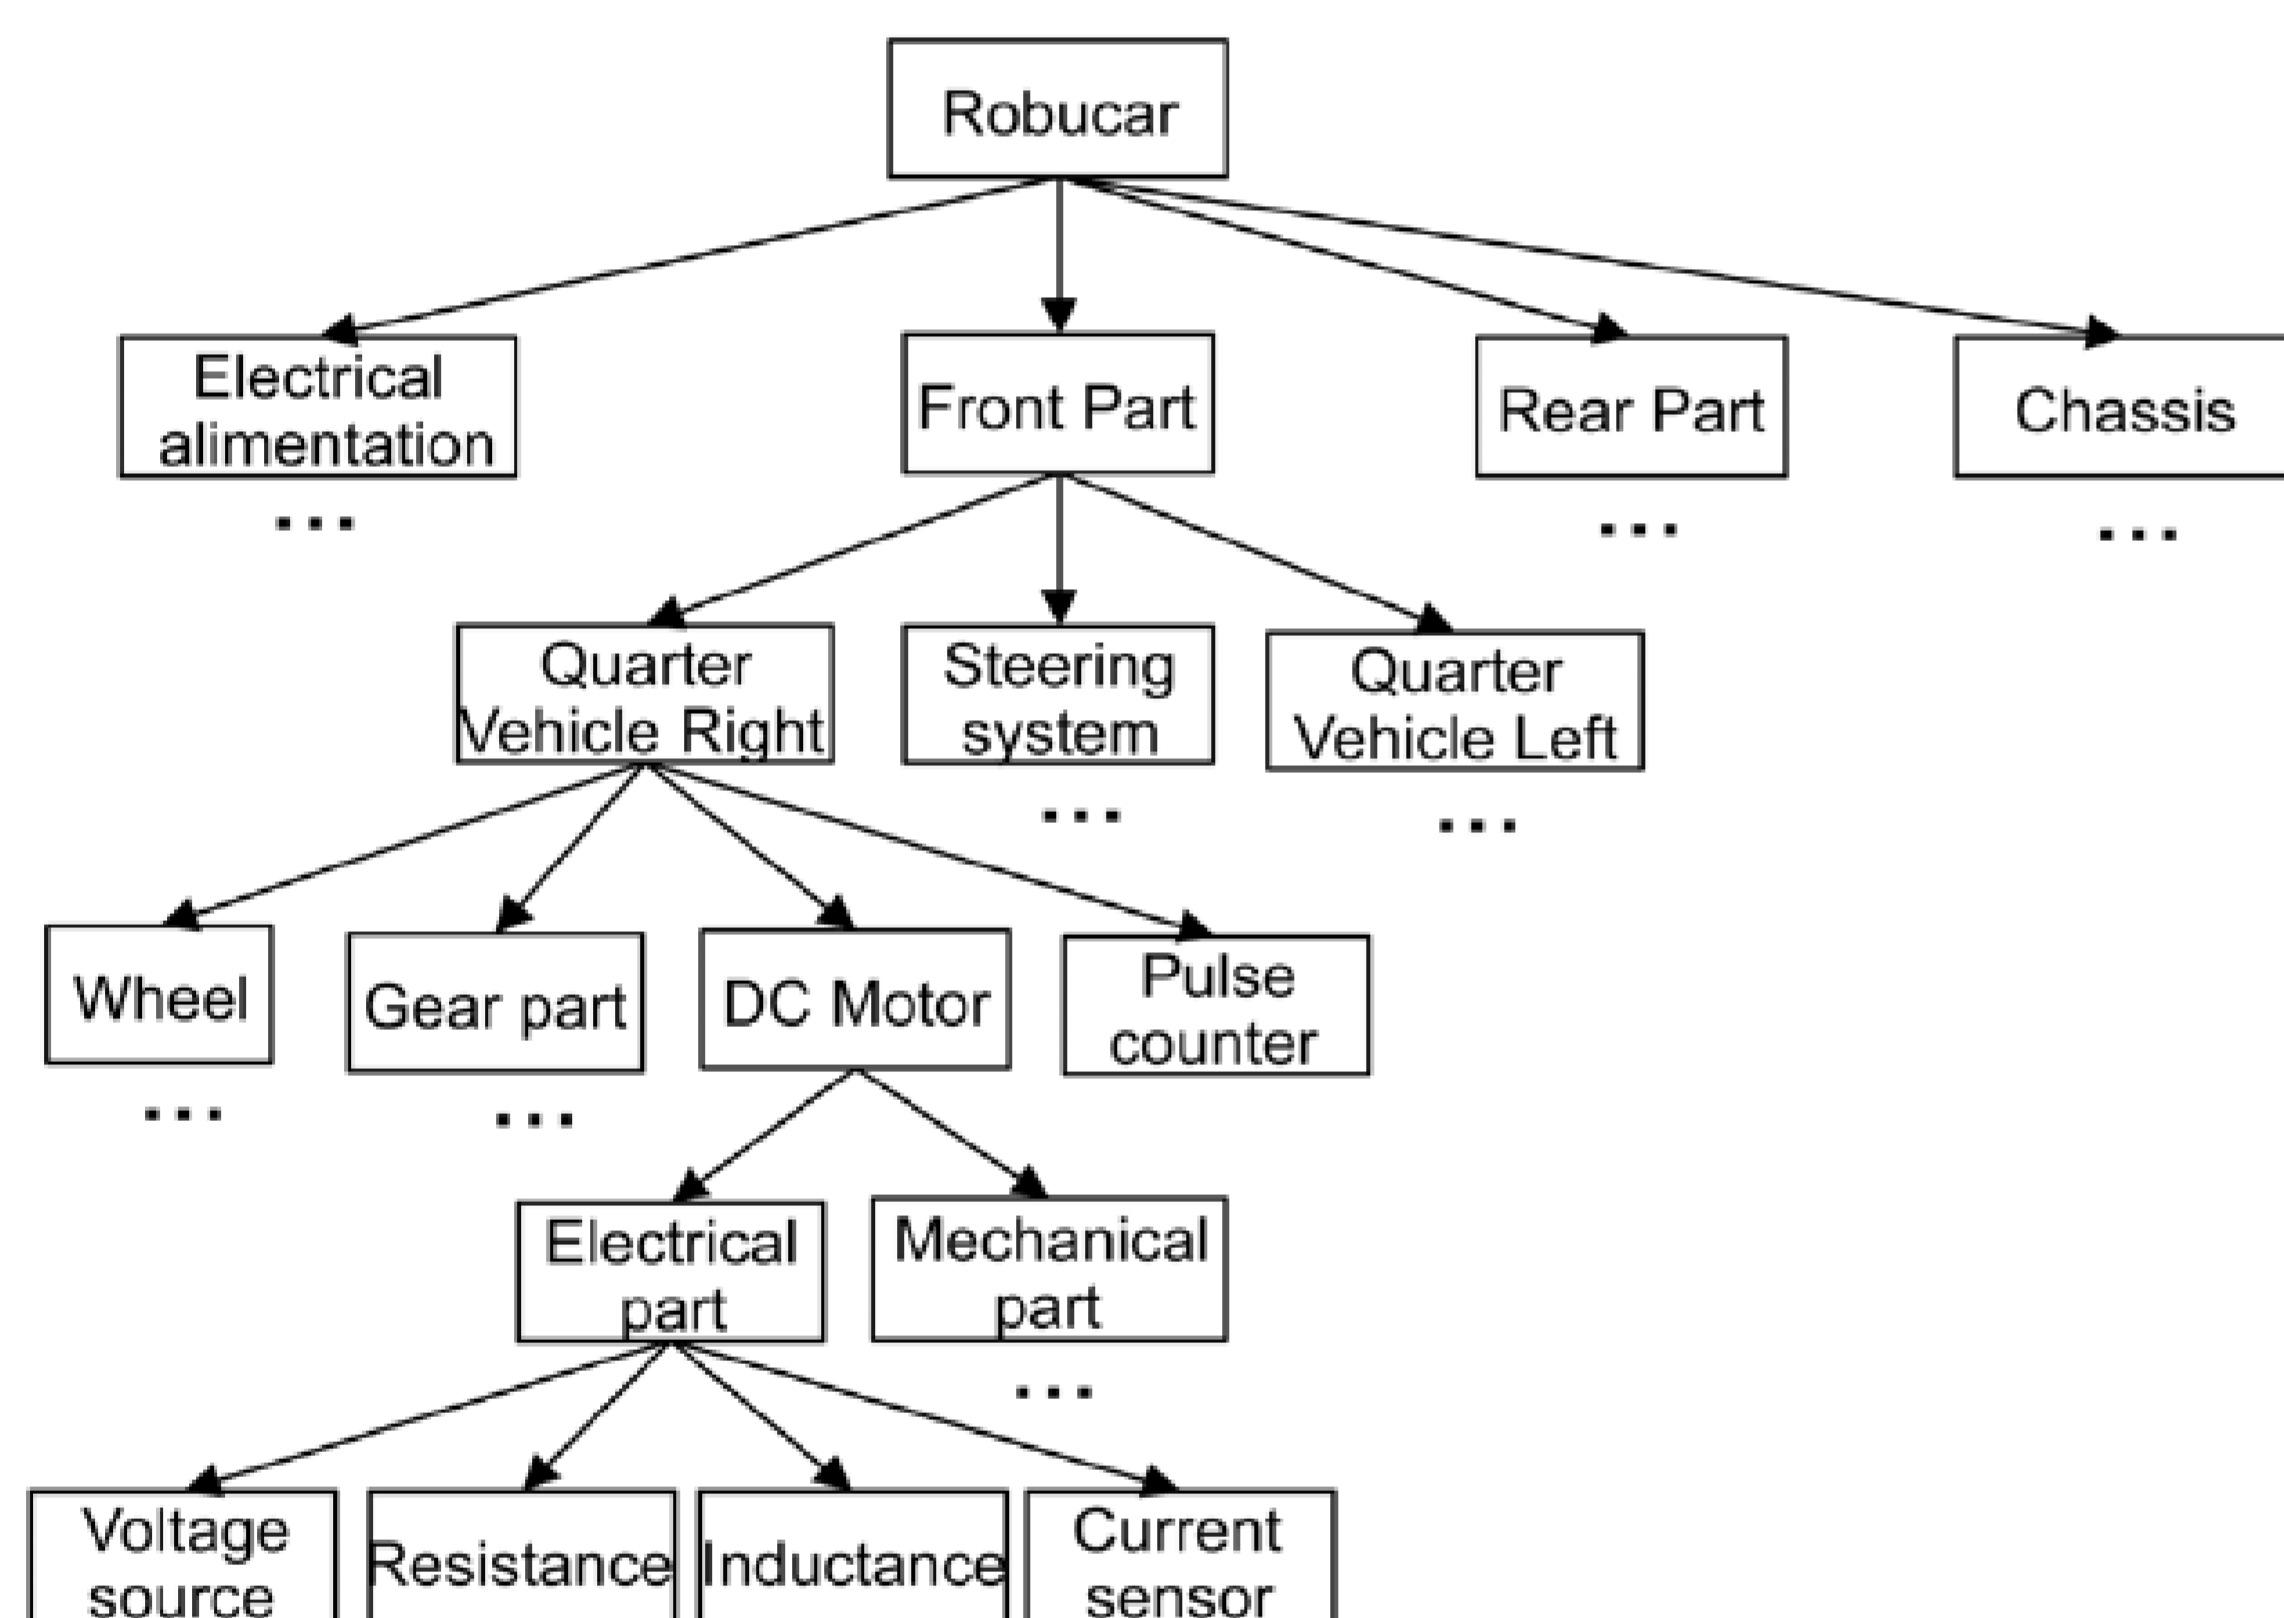 Robucar
Electrical
alimentation
Front Part
Rear Part
Chassis
...
...
...
Quarter
Vehicle Right
Steering
system
Quarter
Vehicle Left
...
...
Wheel
Gear part
DC Motor
Pulse
counter
...
...
Electrical
part
Mechanical
part
...
Voltage
source
Resistance
Inductance
Current
sensor